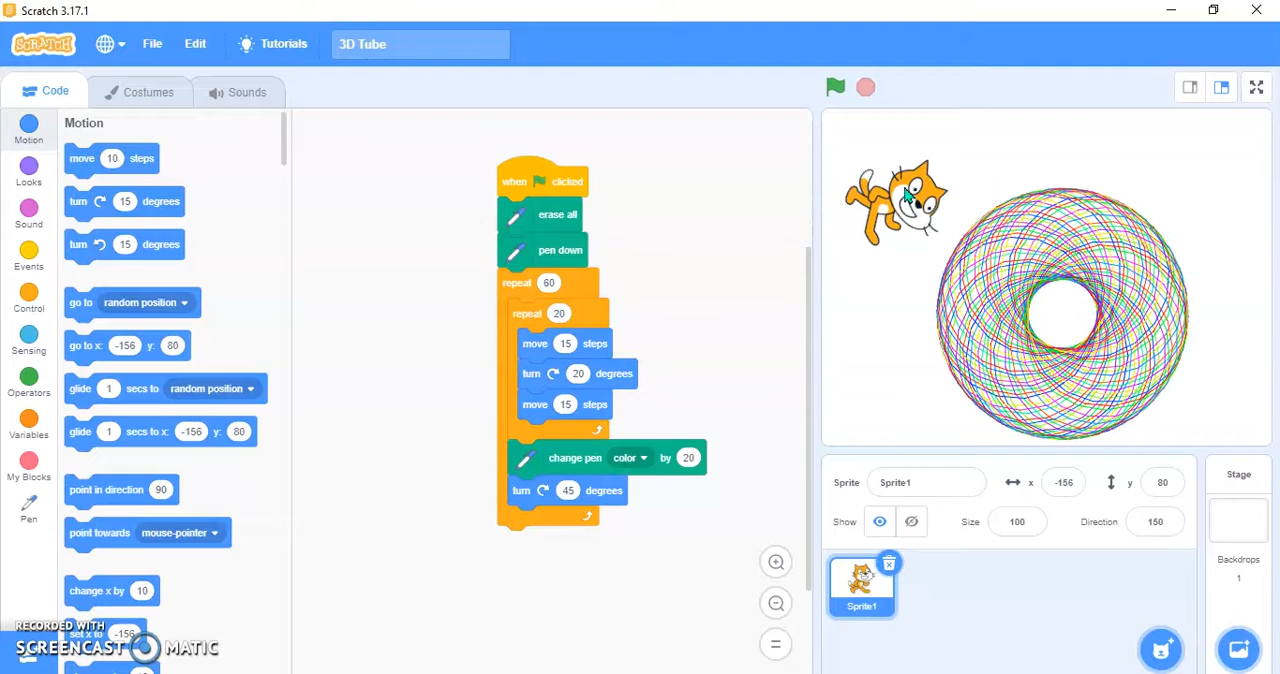 Scratch 3.17.1
SCRATCH File Edit Tutorials 3D Tube
Code Costumes Sounds
Motion
Looks
Sound
Events
Control
Sensing
Operators
Variables
My Blocks
Pen
Motion
move 10 steps
turn 15 degrees
turn 15 degrees
go to random position
go to x: -156 y: 80
glide 1 secs to random position
glide 1 secs to x: -156 y: 80
point in direction 90
point towards mouse-pointer
change x by 10
set x to -156
when clicked
erase all
pen down
repeat 60
repeat 20
move 15 steps
turn 20 degrees
move 15 steps
change pen color by 20
turn 45 degrees
Sprite Sprite1 x -156 y 80
Show Size 100 Direction 150
Sprite1
Stage
Backdrops
1
RECORDED WITH
SCREENCAST MATIC